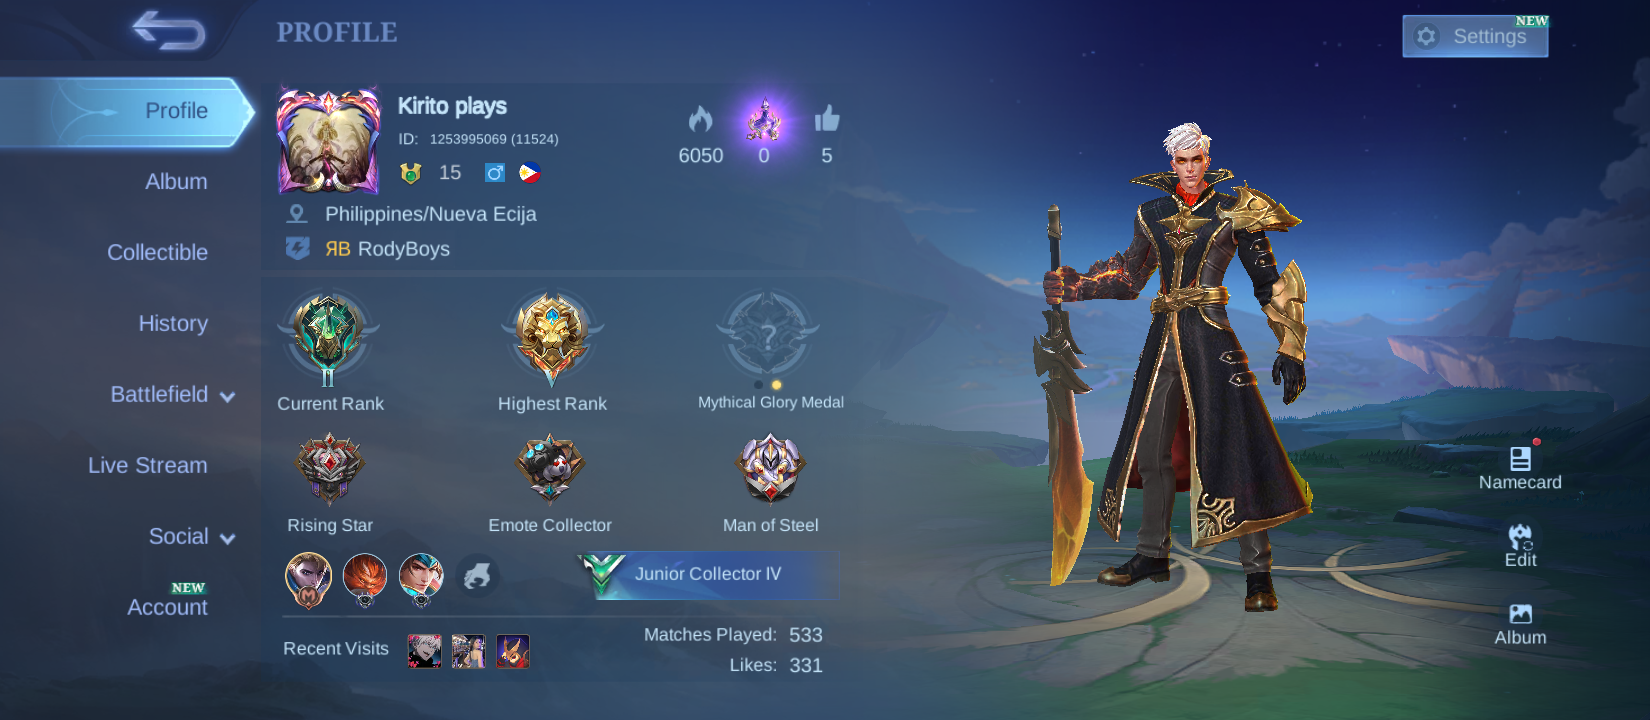 PROFILE
NEW
Settings
Profile
Album
Collectible
History
Battlefield
Live Stream
Social
NEW
Account
Kirito plays
ID: 1253995069 (11524)
15
6050
0
5
Philippines/Nueva Ecija
ЯB RodyBoys
II
?
Current Rank
Highest Rank
Mythical Glory Medal
Rising Star
Emote Collector
Man of Steel
M
Junior Collector IV
Recent Visits
Matches Played: 533
Likes: 331
Namecard
Edit
Album